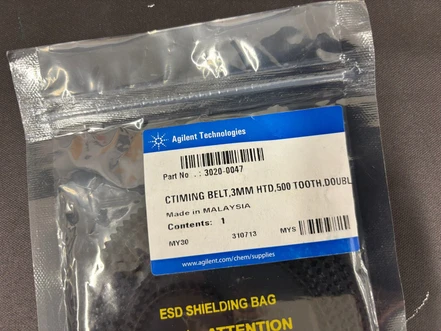 Agilent Technologies
Part No .: 3020-0047
CTIMING BELT,3MM HTD,500 TOOTH,DOUBL
Made in MALAYSIA
Contents: 1
MY30 310713 MYS
www.agilent.com/chem/supplies
ESD SHIELDING BAG
ATTENTION